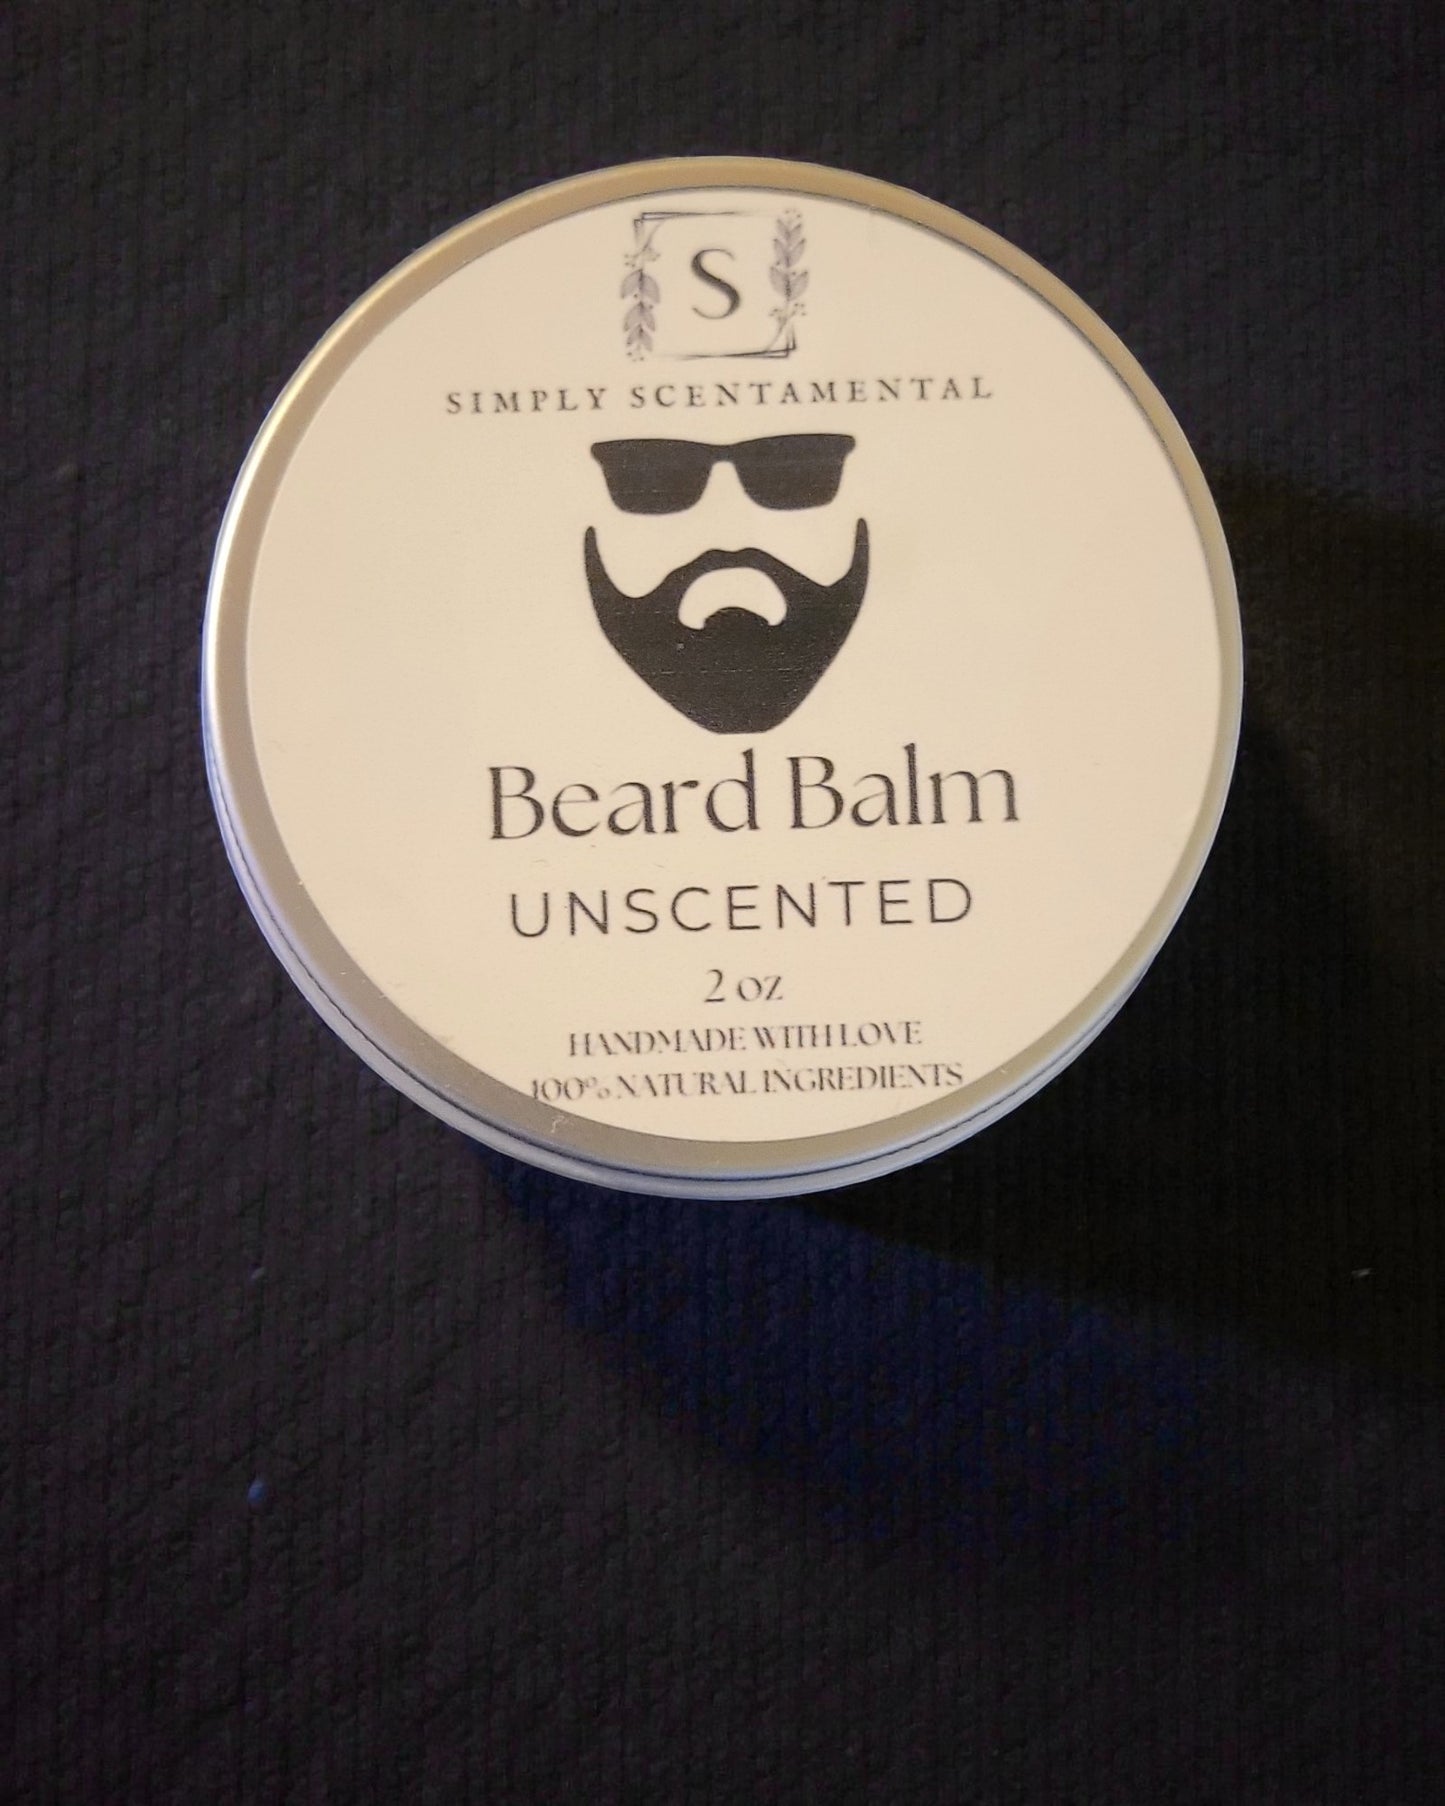 S
SIMPLY SCENTAMENTAL
Beard Balm
UNSCENTED
2 oz
HANDMADE WITH LOVE
100% NATURAL INGREDIENTS